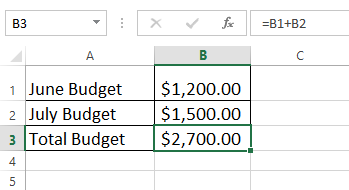 B3 fx =B1+B2
A B C
1 June Budget $1,200.00
2 July Budget $1,500.00
3 Total Budget $2,700.00
4
5